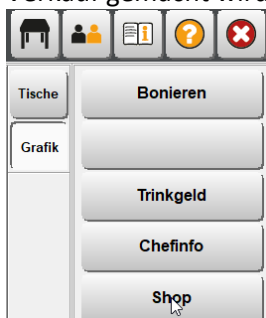 Verkauf gemacht wird
Tische
Bonieren
Grafik
Trinkgeld
Chefinfo
Shop